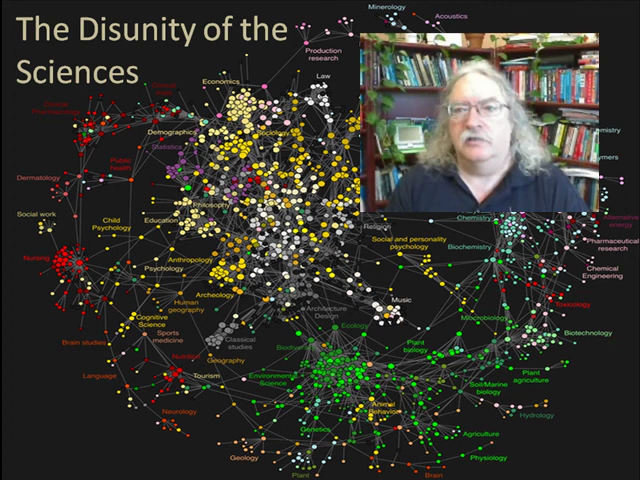 The Disunity of the
Sciences
Minerology
Acoustics
Production
research
Law
Economics
Demographics
Sociology
Statistics
Public
health
Dermatology
Social work
Philosophy
Child
Psychology
Education
Religion
Nursing
Anthropology
Psychology
Archeology
Human
geography
Social and personality
psychology
Chemistry
Biochemistry
Pharmaceutical
research
Chemical
Engineering
Toxicology
Music
Architecture
Design
Cognitive
Science
Sports
medicine
Classical
studies
Ecology
Microbiology
Biotechnology
Brain studies
Nutrition
Geography
Plant
biology
Language
Tourism
Environmental
Science
Plant
agriculture
Soil/Marine
biology
Neurology
Animal
Behavior
Hydrology
Genetics
Agriculture
Geology
Physiology
Plant
Brain